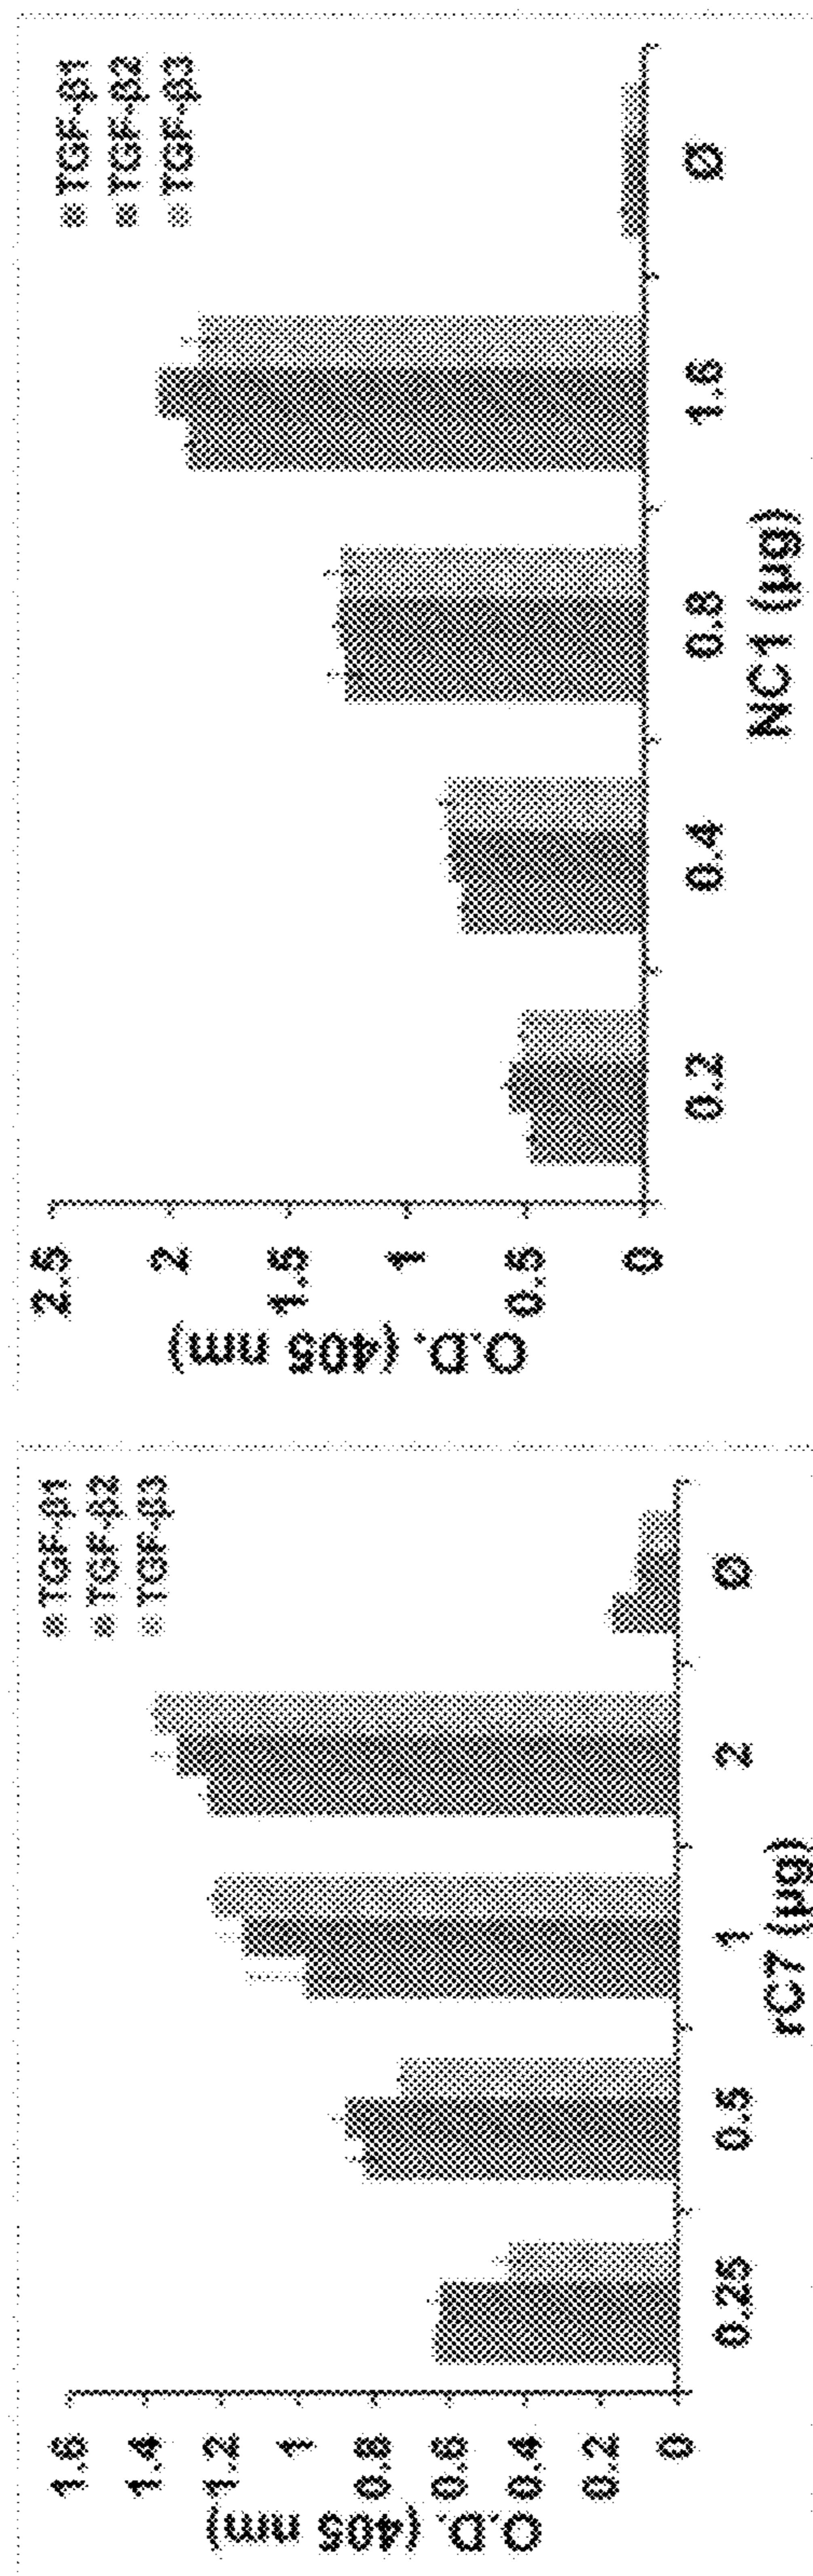 TGF-β1
TGF-β2
TGF-β3
O.D. (405 nm)
1.6
1.4
1.2
1
0.8
0.6
0.4
0.2
0
0.25
0.5
1
2
Ø
rC7 (µg)
TGF-β1
TGF-β2
TGF-β3
O.D. (405 nm)
2.5
2
1.5
1
0.5
0
0.2
0.4
0.8
1.6
Ø
NC1 (µg)